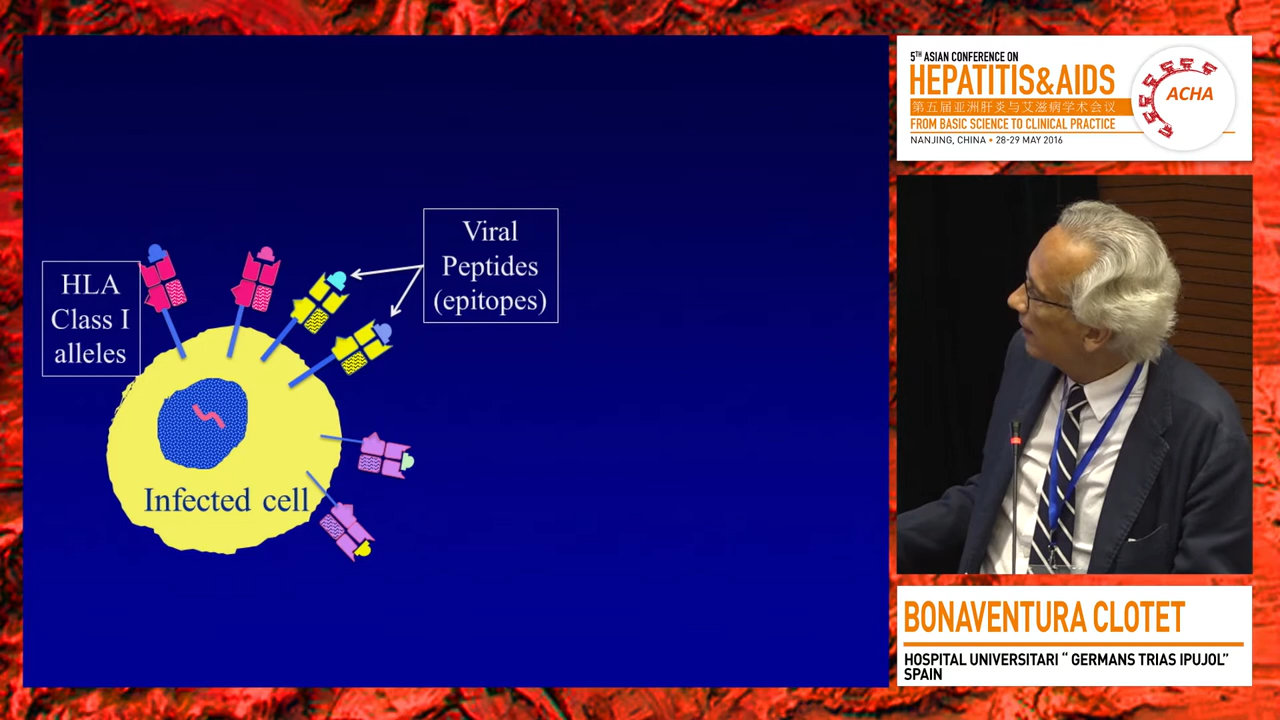 HLA
Class I
alleles
Viral
Peptides
(epitopes)
Infected cell
5TH ASIAN CONFERENCE ON
HEPATITIS&AIDS
第五届亚洲肝炎与艾滋病学术会议
FROM BASIC SCIENCE TO CLINICAL PRACTICE
NANJING, CHINA • 28-29 MAY 2016
ACHA
BONAVENTURA CLOTET
HOSPITAL UNIVERSITARI “ GERMANS TRIAS IPUJOL”
SPAIN